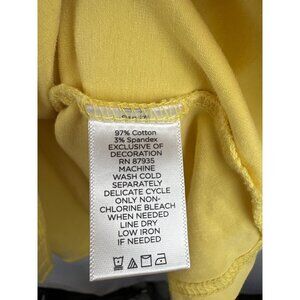 97% Cotton
3% Spandex
EXCLUSIVE OF
DECORATION
RN 87935
MACHINE
WASH COLD
SEPARATELY
DELICATE CYCLE
ONLY NON-
CHLORINE BLEACH
WHEN NEEDED
LINE DRY
LOW IRON
IF NEEDED